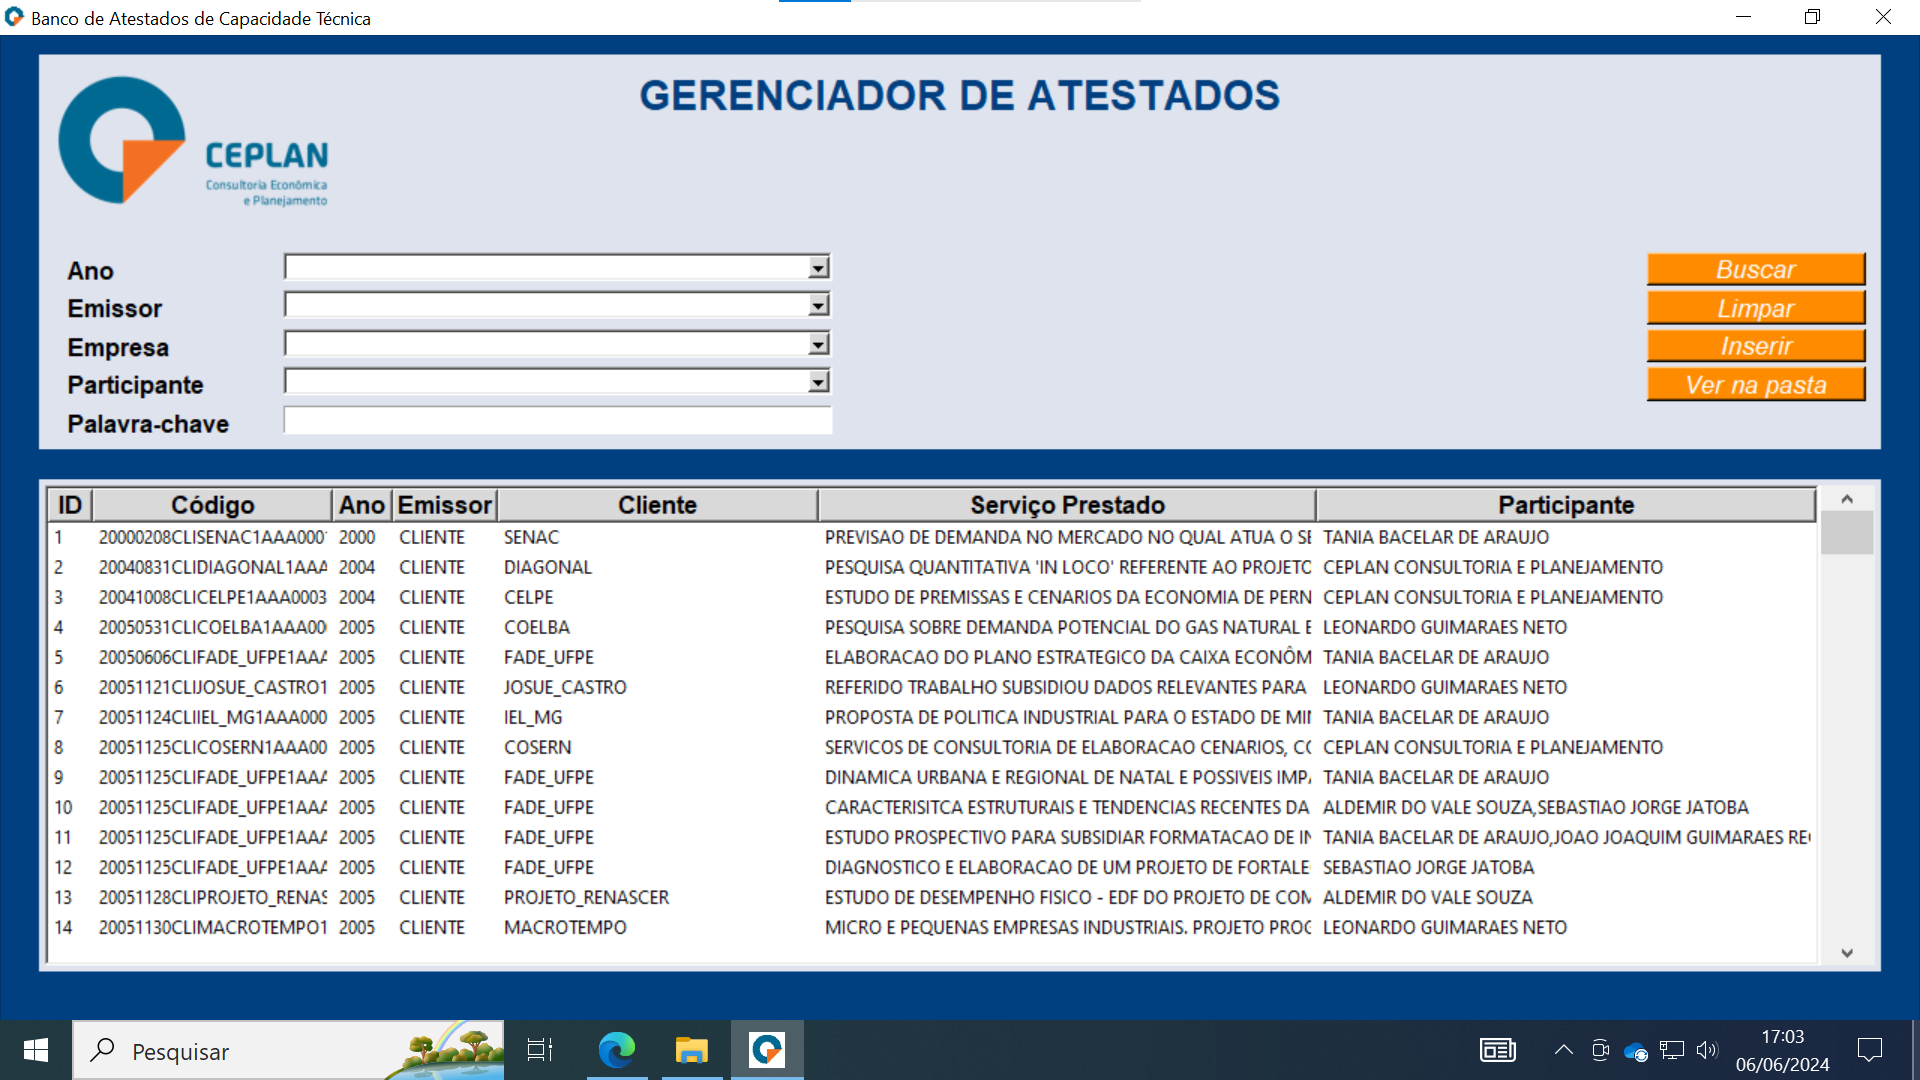 Banco de Atestados de Capacidade Técnica
GERENCIADOR DE ATESTADOS
CEPLAN
Consultoria Econômica
e Planejamento
Ano
Emissor
Empresa
Participante
Palavra-chave
Buscar
Limpar
Inserir
Ver na pasta
ID Código Ano Emissor Cliente Serviço Prestado Participante
1 20000208CLISENAC1AAA000 2000 CLIENTE SENAC PREVISAO DE DEMANDA NO MERCADO NO QUAL ATUA O SE TANIA BACELAR DE ARAUJO
2 20040831CLIDIAGONAL1AAA 2004 CLIENTE DIAGONAL PESQUISA QUANTITATIVA 'IN LOCO' REFERENTE AO PROJETO CEPLAN CONSULTORIA E PLANEJAMENTO
3 20041008CLICELPE1AAA0003 2004 CLIENTE CELPE ESTUDO DE PREMISSAS E CENARIOS DA ECONOMIA DE PERN CEPLAN CONSULTORIA E PLANEJAMENTO
4 20050531CLICOELBA1AAA00 2005 CLIENTE COELBA PESQUISA SOBRE DEMANDA POTENCIAL DO GAS NATURAL E LEONARDO GUIMARAES NETO
5 20050606CLIFADE_UFPE1AAA 2005 CLIENTE FADE_UFPE ELABORACAO DO PLANO ESTRATEGICO DA CAIXA ECONÔM TANIA BACELAR DE ARAUJO
6 20051121CLIJOSUE_CASTRO1 2005 CLIENTE JOSUE_CASTRO REFERIDO TRABALHO SUBSIDIOU DADOS RELEVANTES PARA LEONARDO GUIMARAES NETO
7 20051124CLIIEL_MG1AAA000 2005 CLIENTE IEL_MG PROPOSTA DE POLITICA INDUSTRIAL PARA O ESTADO DE MI TANIA BACELAR DE ARAUJO
8 20051125CLICOSERN1AAA00 2005 CLIENTE COSERN SERVICOS DE CONSULTORIA DE ELABORACAO CENARIOS, CO CEPLAN CONSULTORIA E PLANEJAMENTO
9 20051125CLIFADE_UFPE1AAA 2005 CLIENTE FADE_UFPE DINAMICA URBANA E REGIONAL DE NATAL E POSSIVEIS IMPA TANIA BACELAR DE ARAUJO
10 20051125CLIFADE_UFPE1AAA 2005 CLIENTE FADE_UFPE CARACTERISITCA ESTRUTURAIS E TENDENCIAS RECENTES DA ALDEMIR DO VALE SOUZA,SEBASTIAO JORGE JATOBA
11 20051125CLIFADE_UFPE1AAA 2005 CLIENTE FADE_UFPE ESTUDO PROSPECTIVO PARA SUBSIDIAR FORMATACAO DE IN TANIA BACELAR DE ARAUJO,JOAO JOAQUIM GUIMARAES RE
12 20051125CLIFADE_UFPE1AAA 2005 CLIENTE FADE_UFPE DIAGNOSTICO E ELABORACAO DE UM PROJETO DE FORTALE SEBASTIAO JORGE JATOBA
13 20051128CLIPROJETO_RENAS 2005 CLIENTE PROJETO_RENASCER ESTUDO DE DESEMPENHO FISICO - EDF DO PROJETO DE COM ALDEMIR DO VALE SOUZA
14 20051130CLIMACROTEMPO1 2005 CLIENTE MACROTEMPO MICRO E PEQUENAS EMPRESAS INDUSTRIAIS. PROJETO PROG LEONARDO GUIMARAES NETO
Pesquisar
17:03
06/06/2024